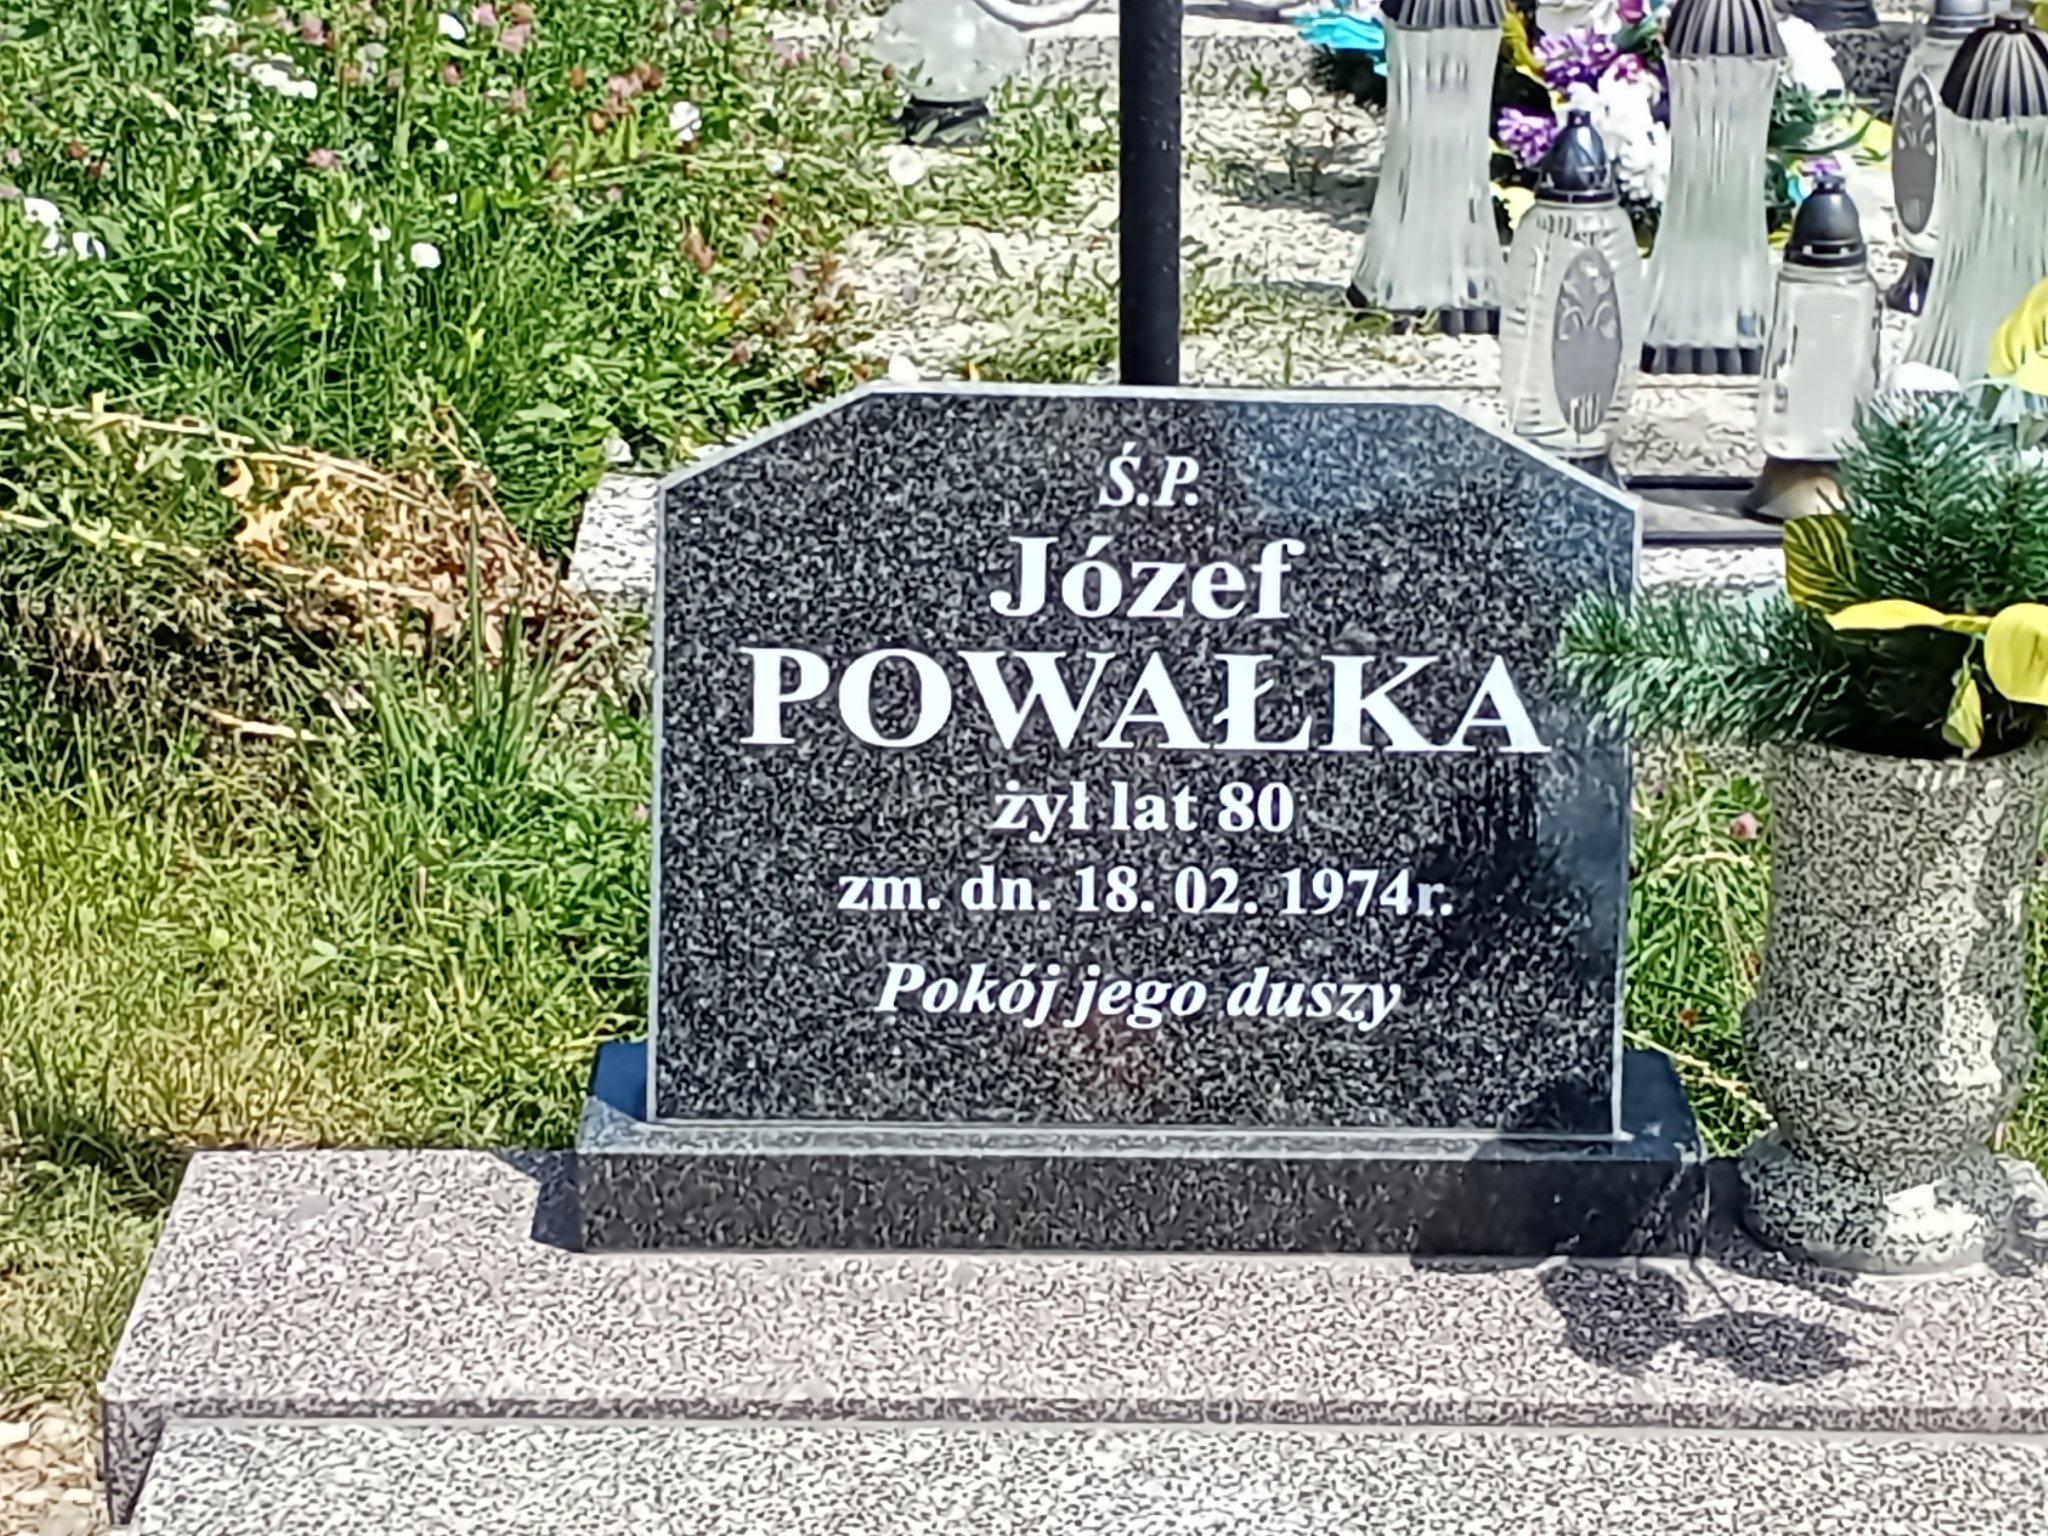 Ś.P.
Józef
POWAŁKA
żył lat 80
zm. dn. 18. 02. 1974r.
Pokój jego duszy